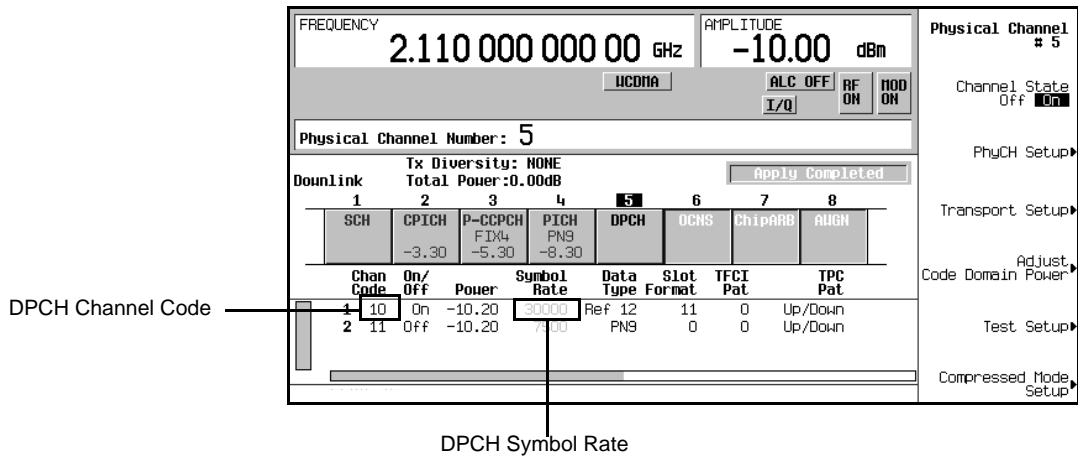 FREQUENCY
2.110 000 000 00 GHz
AMPLITUDE
-10.00 dBm
WCDMA
ALC OFF
I/Q
RF ON
MOD ON
Physical Channel Number: 5
Downlink
Tx Diversity: NONE
Total Power:0.00dB
Apply Completed
1 2 3 4 5 6 7 8
SCH CPICH P-CCPCH PICH DPCH OCNS ChipARB AWGN
FIX4 PN9
-3.30 -5.30 -8.30
Chan On/ Symbol Data Slot TFCI TPC
Code Off Power Rate Type Format Pat Pat
1 10 On -10.20 30000 Ref 12 11 0 Up/Down
2 11 Off -10.20 7500 PN9 0 0 Up/Down
Physical Channel
# 5
Channel State
Off On
PhyCH Setup
Transport Setup
Adjust
Code Domain Power
Test Setup
Compressed Mode
Setup
DPCH Channel Code
DPCH Symbol Rate